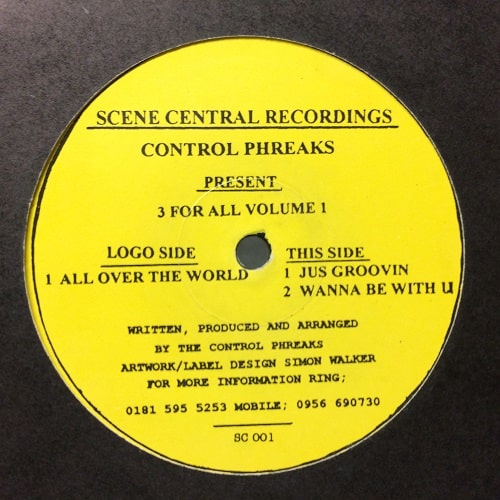 SCENE CENTRAL RECORDINGS
CONTROL PHREAKS
PRESENT
3 FOR ALL VOLUME 1
LOGO SIDE
1 ALL OVER THE WORLD
THIS SIDE
1 JUS GROOVIN
2 WANNA BE WITH U
WRITTEN, PRODUCED AND ARRANGED
BY THE CONTROL PHREAKS
ARTWORK/LABEL DESIGN SIMON WALKER
FOR MORE INFORMATION RING;
0181 595 5253 MOBILE; 0956 690730
SC 001